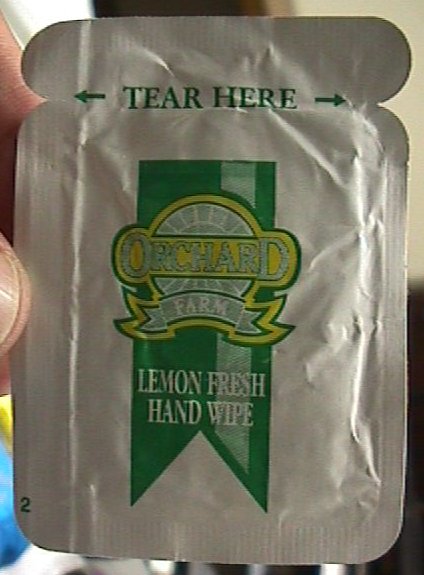 TEAR HERE
ORCHARD
FARM
LEMON FRESH
HAND WIPE
2